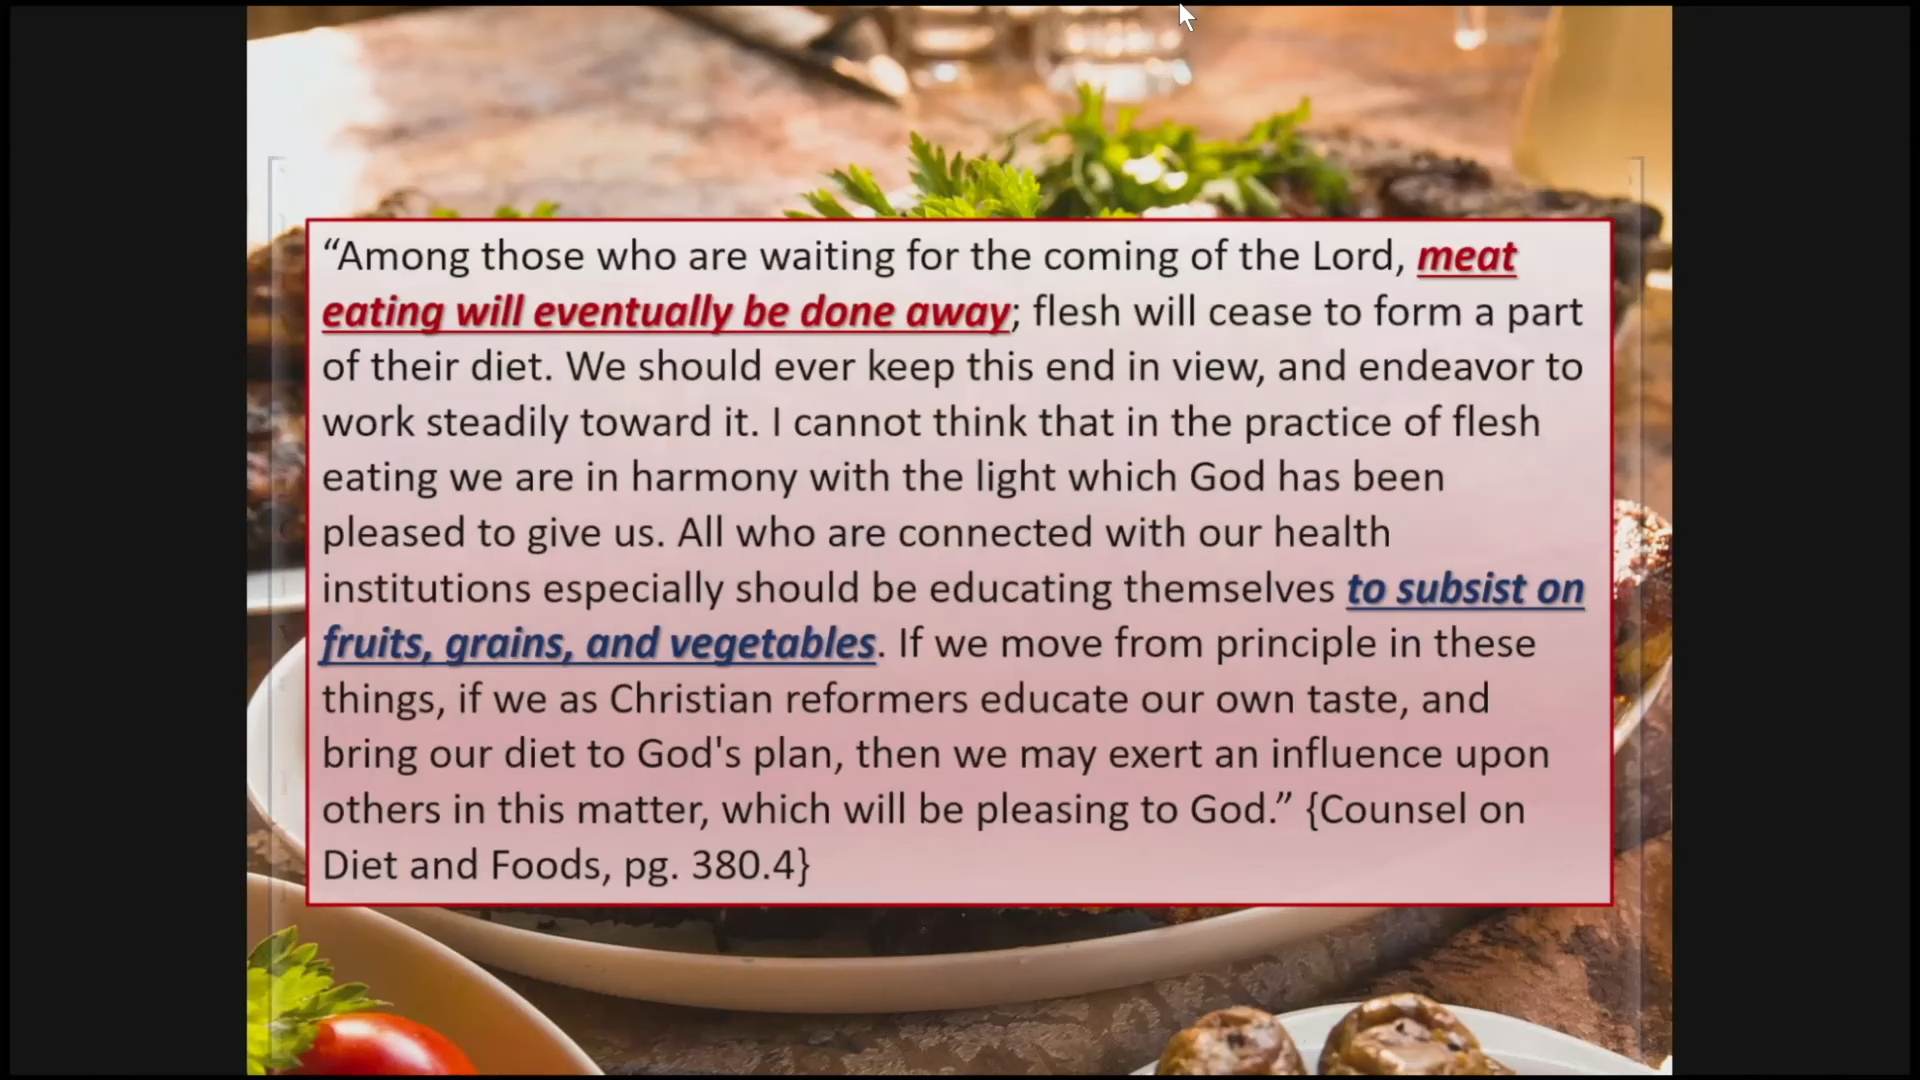 “Among those who are waiting for the coming of the Lord, meat
eating will eventually be done away; flesh will cease to form a part
of their diet. We should ever keep this end in view, and endeavor to
work steadily toward it. I cannot think that in the practice of flesh
eating we are in harmony with the light which God has been
pleased to give us. All who are connected with our health
institutions especially should be educating themselves to subsist on
fruits, grains, and vegetables. If we move from principle in these
things, if we as Christian reformers educate our own taste, and
bring our diet to God's plan, then we may exert an influence upon
others in this matter, which will be pleasing to God.” {Counsel on
Diet and Foods, pg. 380.4}